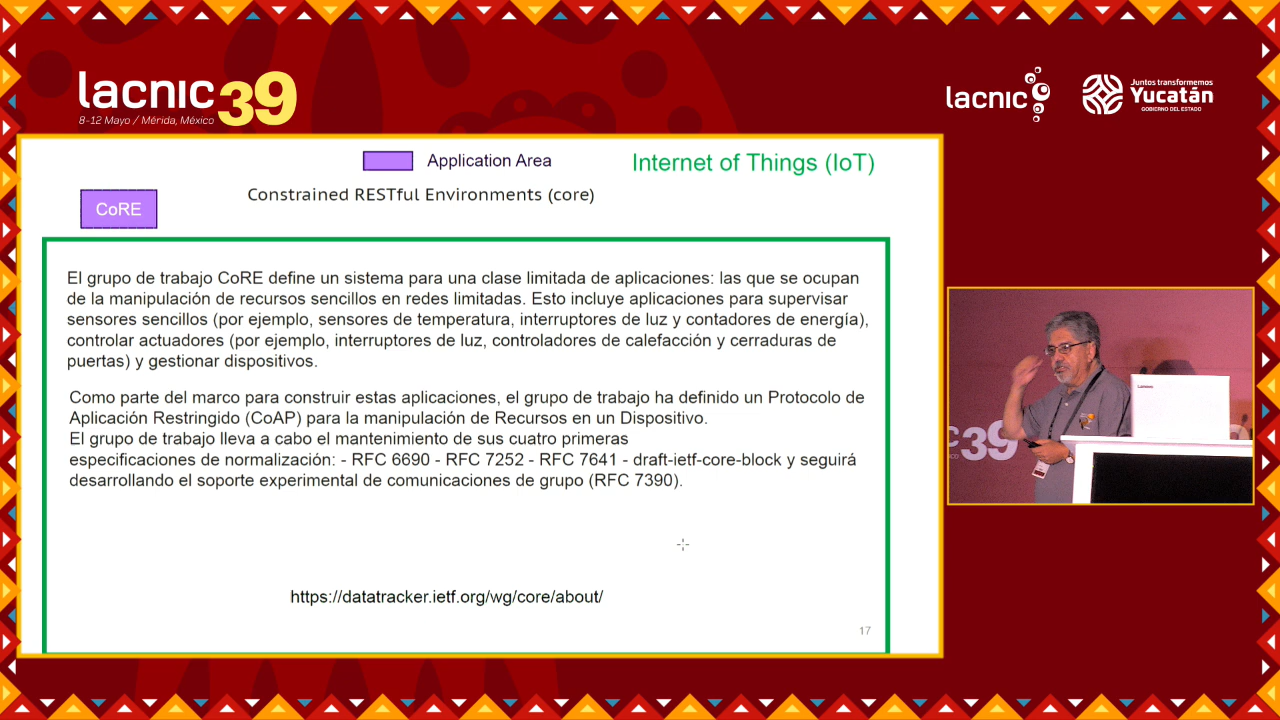 lacnic 39
8-12 Mayo / Mérida, México
lacnic
Juntos transformemos
Yucatán
GOBIERNO DEL ESTADO
Application Area
Internet of Things (IoT)
Constrained RESTful Environments (core)
CoRE
El grupo de trabajo CoRE define un sistema para una clase limitada de aplicaciones: las que se ocupan
de la manipulación de recursos sencillos en redes limitadas. Esto incluye aplicaciones para supervisar
sensores sencillos (por ejemplo, sensores de temperatura, interruptores de luz y contadores de energía),
controlar actuadores (por ejemplo, interruptores de luz, controladores de calefacción y cerraduras de
puertas) y gestionar dispositivos.
Como parte del marco para construir estas aplicaciones, el grupo de trabajo ha definido un Protocolo de
Aplicación Restringido (CoAP) para la manipulación de Recursos en un Dispositivo.
El grupo de trabajo lleva a cabo el mantenimiento de sus cuatro primeras
especificaciones de normalización: - RFC 6690 - RFC 7252 - RFC 7641 - draft-ietf-core-block y seguirá
desarrollando el soporte experimental de comunicaciones de grupo (RFC 7390).
https://datatracker.ietf.org/wg/core/about/
17
c39